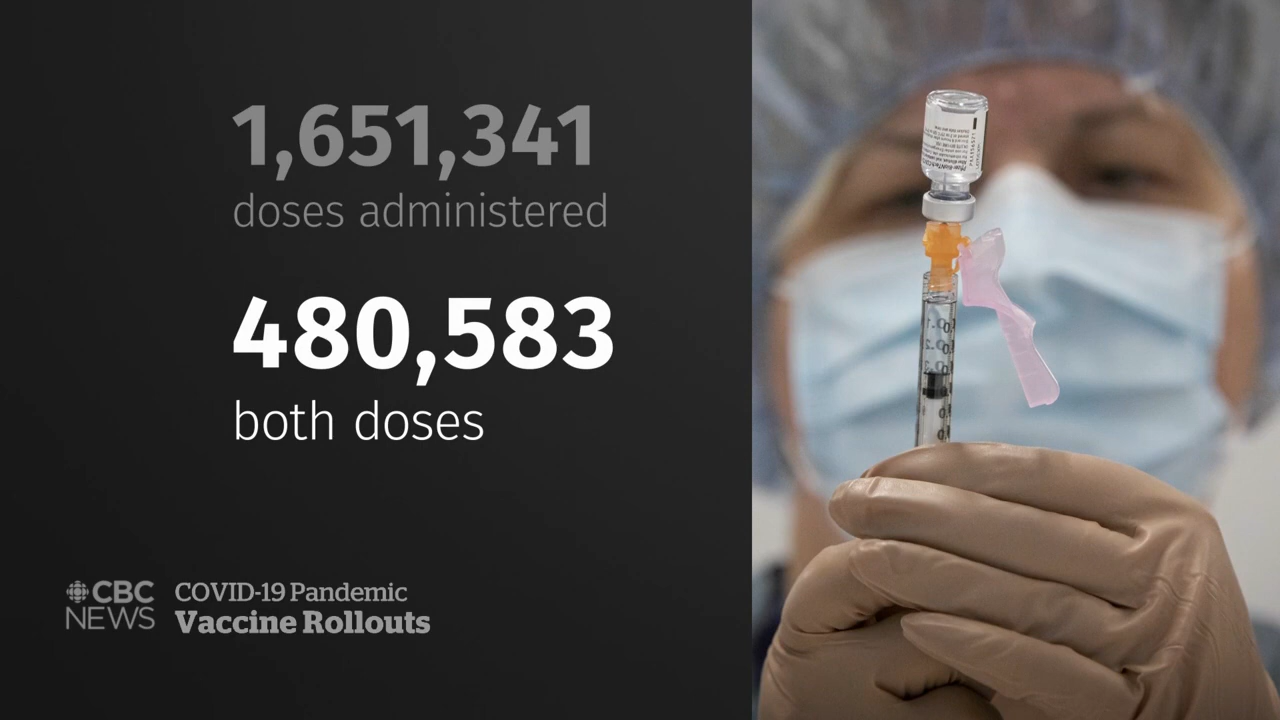 1,651,341
doses administered
480,583
both doses
CBC
NEWS
COVID-19 Pandemic
Vaccine Rollouts